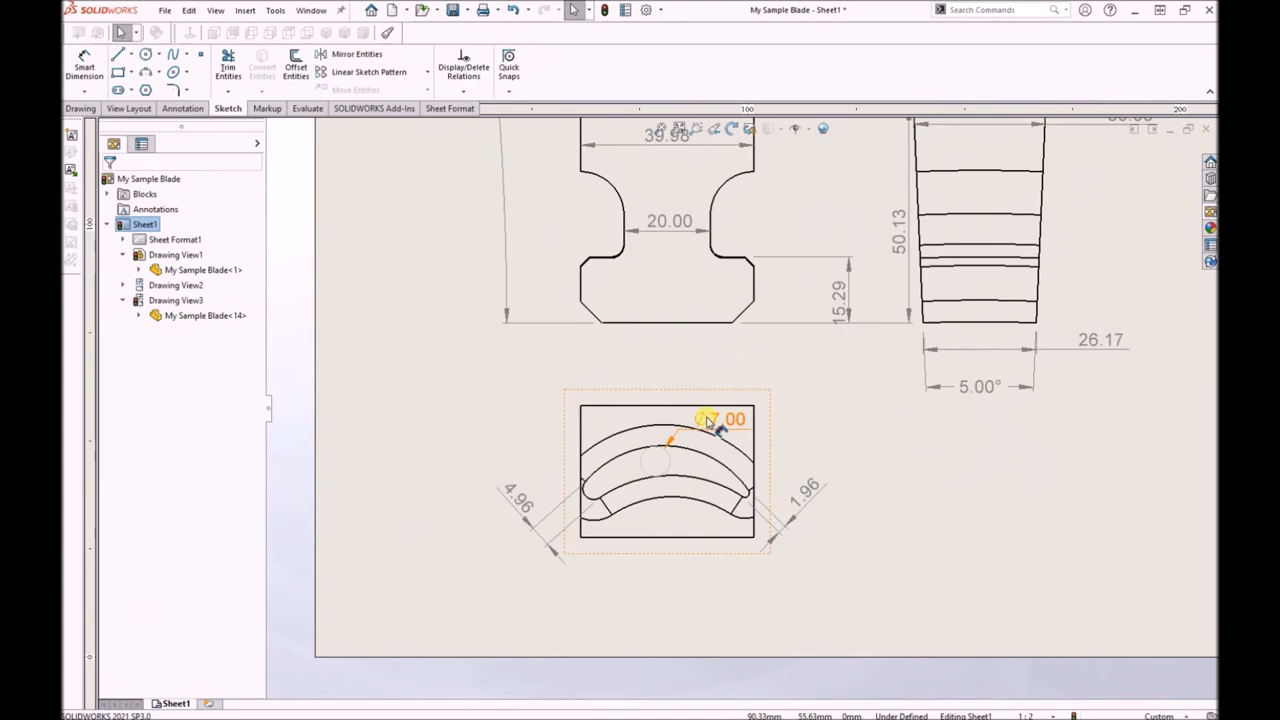 SOLIDWORKS
File
Edit
View
Insert
Tools
Window
My Sample Blade - Sheet1 *
Search Commands
Smart
Dimension
Trim
Entities
Convert
Entities
Offset
Entities
Mirror Entities
Linear Sketch Pattern
Move Entities
Display/Delete
Relations
Quick
Snaps
Drawing
View Layout
Annotation
Sketch
Markup
Evaluate
SOLIDWORKS Add-Ins
Sheet Format
100
200
100
0
My Sample Blade
Blocks
Annotations
Sheet1
Sheet Format1
Drawing View1
My Sample Blade<1>
Drawing View2
Drawing View3
My Sample Blade<14>
39.98
20.00
15.29
50.13
26.17
5.00°
7.00
4.96
1.96
Sheet1
SOLIDWORKS 2021 SP3.0
90.33mm
55.63mm
0mm
Under Defined
Editing Sheet1
1 : 2
Custom